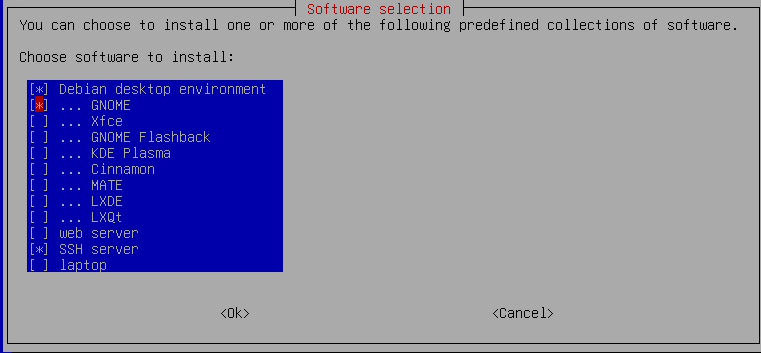 Software selection
You can choose to install one or more of the following predefined collections of software.
Choose software to install:
[*] Debian desktop environment
[*] ... GNOME
[ ] ... Xfce
[ ] ... GNOME Flashback
[ ] ... KDE Plasma
[ ] ... Cinnamon
[ ] ... MATE
[ ] ... LXDE
[ ] ... LXQt
[ ] web server
[*] SSH server
[ ] laptop
<Ok> <Cancel>